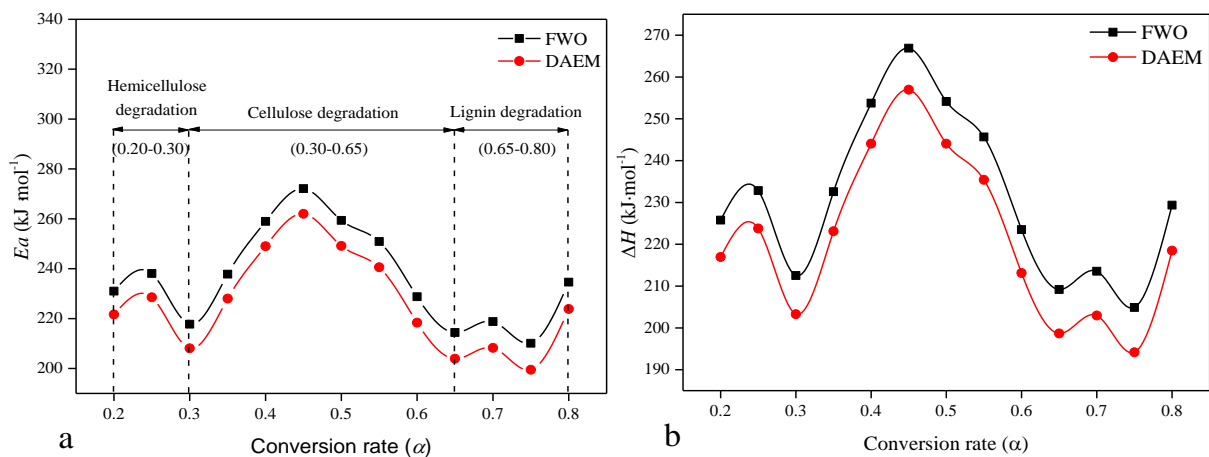 340
320
300
280
260
240
220
200
Ea (kJ mol⁻¹)
FWO
DAEM
Hemicellulose
degradation
Cellulose degradation
Lignin degradation
(0.20-0.30)
(0.30-0.65)
(0.65-0.80)
0.2 0.3 0.4 0.5 0.6 0.7 0.8
Conversion rate (α)
a
270
260
250
240
230
220
210
200
190
ΔH (kJ·mol⁻¹)
FWO
DAEM
0.2 0.3 0.4 0.5 0.6 0.7 0.8
Conversion rate (α)
b